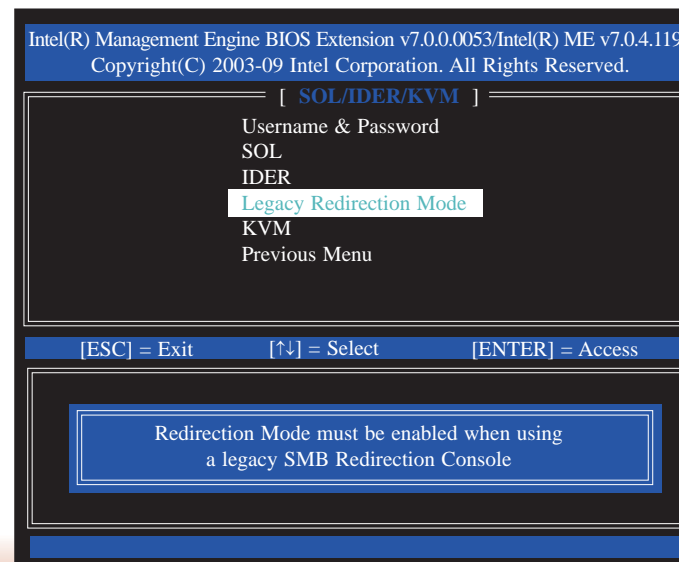 Intel(R) Management Engine BIOS Extension v7.0.0.0053/Intel(R) ME v7.0.4.119
Copyright(C) 2003-09 Intel Corporation. All Rights Reserved.
[ SOL/IDER/KVM ]
Username & Password
SOL
IDER
Legacy Redirection Mode
KVM
Previous Menu
[ESC] = Exit [↑↓] = Select [ENTER] = Access
Redirection Mode must be enabled when using
a legacy SMB Redirection Console